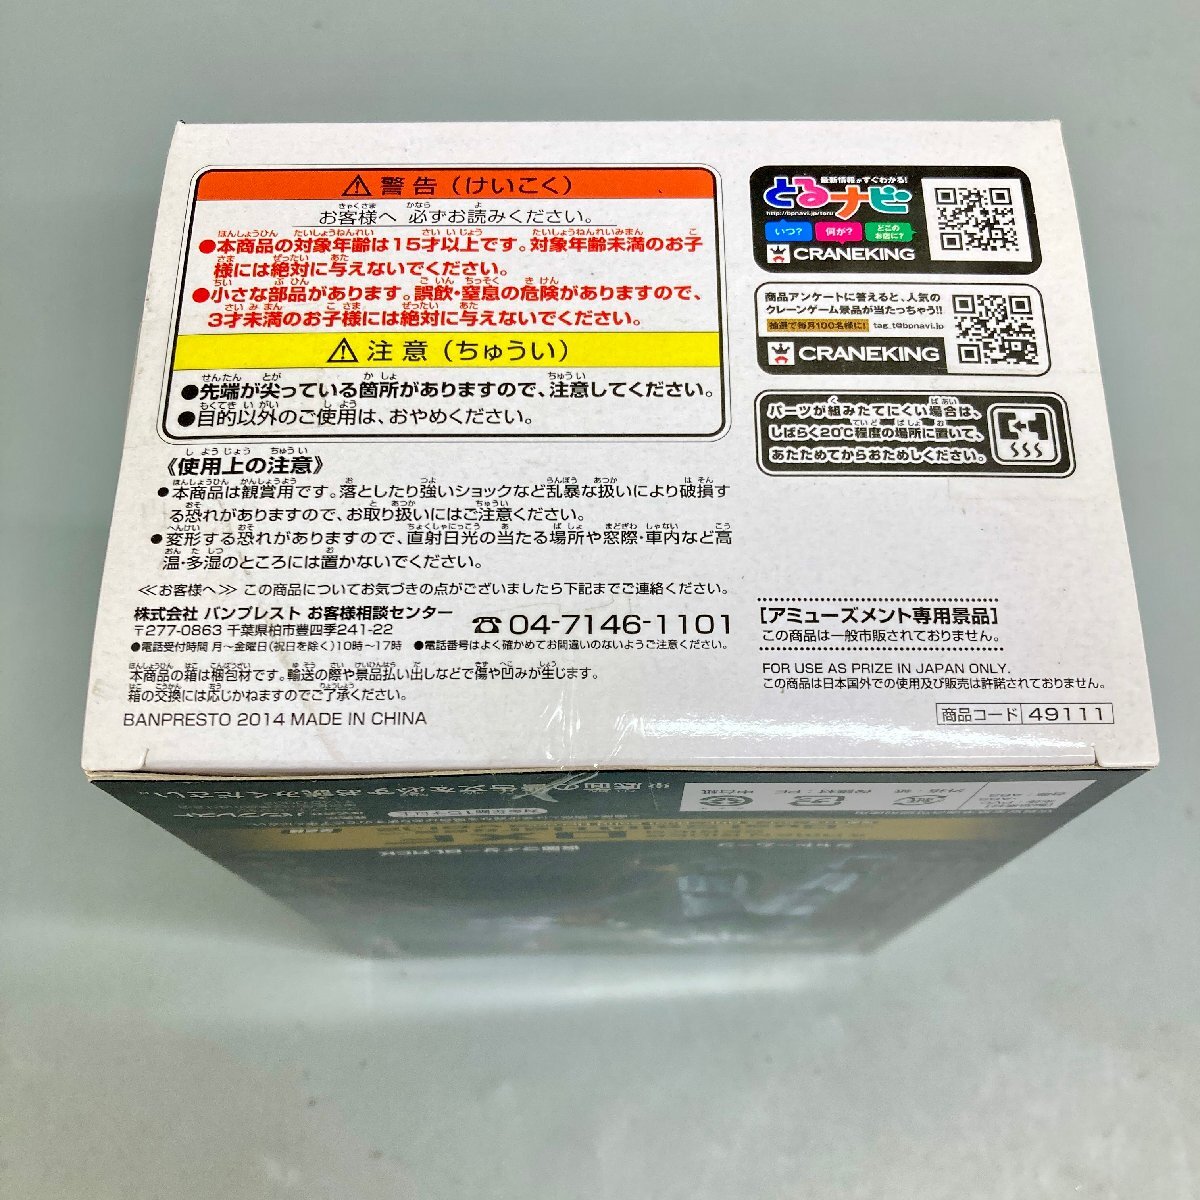 ⚠ 警告（けいこく）
お客様へ 必ずお読みください。
●本商品の対象年齢は15才以上です。対象年齢未満のお子
様には絶対に与えないでください。
●小さな部品があります。誤飲・窒息の危険がありますので、
3才未満のお子様には絶対に与えないでください。
⚠ 注意（ちゅうい）
●先端が尖っている箇所がありますので、注意してください。
●目的以外のご使用は、おやめください。
《使用上の注意》
●本商品は観賞用です。落としたり強いショックなど乱暴な扱いにより破損す
る恐れがありますので、お取り扱いにはご注意ください。
●変形する恐れがありますので、直射日光の当たる場所や窓際・車内など高
温・多湿のところには置かないでください。
≪お客様へ≫ この商品についてお気づきの点がございましたら下記までご連絡ください。
株式会社 バンプレスト お客様相談センター
〒277-0863 千葉県柏市豊四季241-22
☎04-7146-1101
●電話受付時間 月〜金曜日(祝日を除く)10時〜17時 ●電話番号はよく確かめてお間違いのないようご注意ください。
本商品の箱は梱包材です。輸送の際や景品払い出しなどで傷や凹みが生じます。
箱の交換には応じかねますのでご了承ください。
BANPRESTO 2014 MADE IN CHINA
最新情報がすぐわかる!
とるナビ
http://bpnavi.jp/toru/
いつ? 何が? どこのお店に?
CRANEKING
商品アンケートに答えると、人気の
クレーンゲーム景品が当たっちゃう!!
抽選で毎月100名様に! tag_t@bpnavi.jp
CRANEKING
パーツが組みたてにくい場合は、
しばらく20℃程度の場所に置いて、
あたためてからおためしください。
[アミューズメント専用景品]
この商品は一般市販されておりません。
FOR USE AS PRIZE IN JAPAN ONLY.
この商品は日本国外での使用及び販売は許諾されておりません。
商品コード 49111